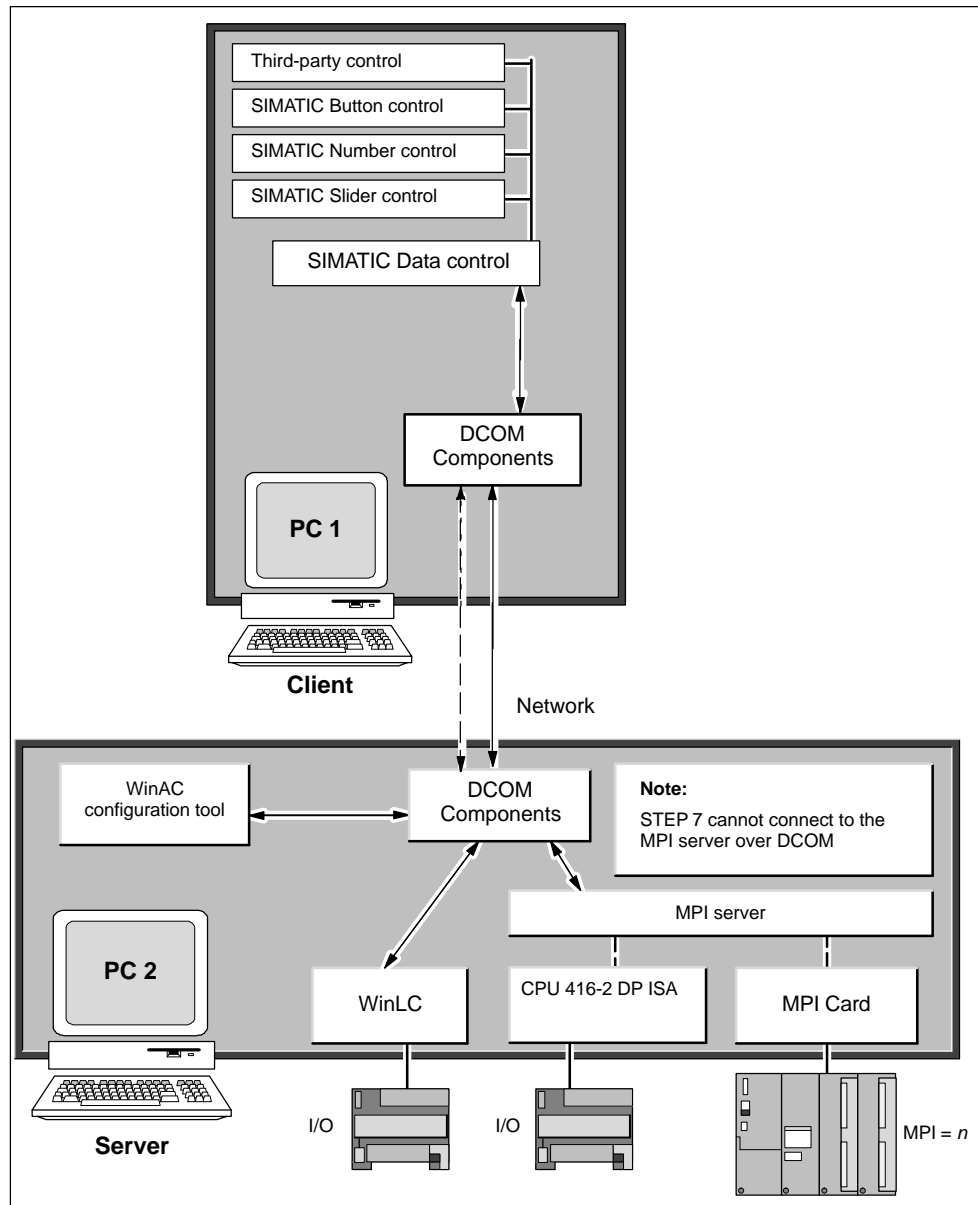 Third-party control
SIMATIC Button control
SIMATIC Number control
SIMATIC Slider control
SIMATIC Data control
DCOM
Components
PC 1
Client
Network
WinAC
configuration tool
DCOM
Components
Note:
STEP 7 cannot connect to the
MPI server over DCOM
MPI server
PC 2
WinLC
CPU 416-2 DP ISA
MPI Card
Server
I/O
I/O
MPI = n